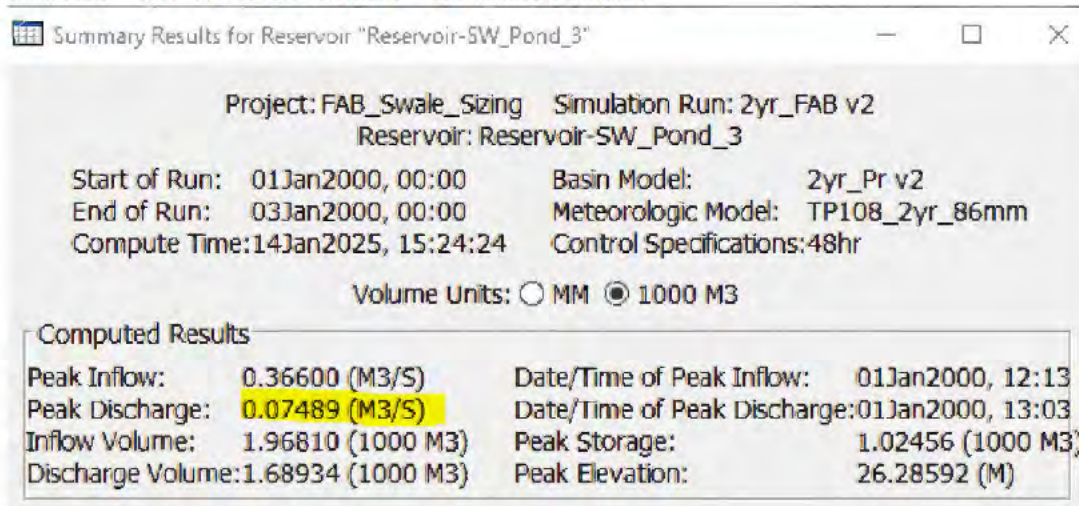 Summary Results for Reservoir "Reservoir-SW_Pond_3"
Project: FAB_Swale_Sizing Simulation Run: 2yr_FAB v2
Reservoir: Reservoir-SW_Pond_3
Start of Run: 01Jan2000, 00:00 Basin Model: 2yr_Pr v2
End of Run: 03Jan2000, 00:00 Meteorologic Model: TP108_2yr_86mm
Compute Time:14Jan2025, 15:24:24 Control Specifications:48hr
Volume Units: MM 1000 M3
Computed Results
Peak Inflow: 0.36600 (M3/S) Date/Time of Peak Inflow: 01Jan2000, 12:13
Peak Discharge: 0.07489 (M3/S) Date/Time of Peak Discharge:01Jan2000, 13:03
Inflow Volume: 1.96810 (1000 M3) Peak Storage: 1.02456 (1000 M3)
Discharge Volume:1.68934 (1000 M3) Peak Elevation: 26.28592 (M)